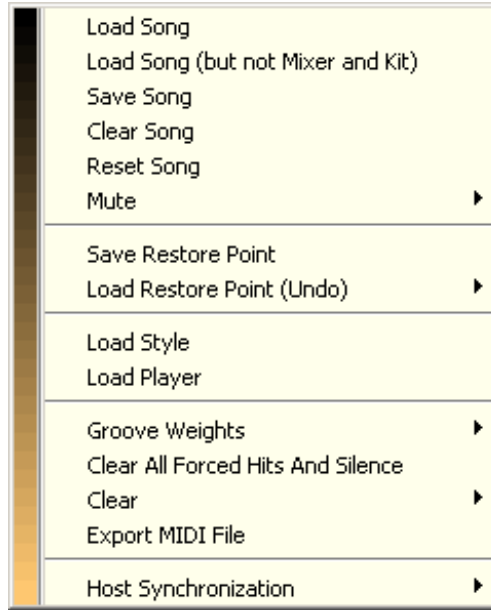 Load Song
Load Song (but not Mixer and Kit)
Save Song
Clear Song
Reset Song
Mute
Save Restore Point
Load Restore Point (Undo)
Load Style
Load Player
Groove Weights
Clear All Forced Hits And Silence
Clear
Export MIDI File
Host Synchronization